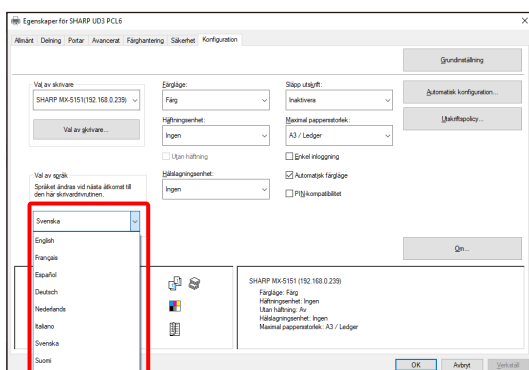 Egenskaper för SHARP UD3 PCL6
Allmänt Delning Portar Avancerat Färghantering Säkerhet Konfiguration
Grundinställning
Val av skrivare
SHARP MX-5151(192.168.0.239)
Val av skrivare...
Färgläge:
Färg
Släpp utskrift:
Inaktivera
Automatisk konfiguration...
Häftningsenhet:
Ingen
Maximal pappersstorlek:
A3 / Ledger
Utskriftspolicy...
Utan häftning
Enkel inloggning
Val av språk
Språket ändras vid nästa åtkomst till
den här skrivardrivrutinen.
Hålslagningsenhet:
Ingen
Automatisk färgläge
PIN-kompatibilitet
Svenska
English
Français
Español
Deutsch
Nederlands
Italiano
Svenska
Suomi
Om...
SHARP MX-5151 (192.168.0.239)
Färgläge: Färg
Häftningsenhet: Ingen
Utan häftning: Av
Hålslagningsenhet: Ingen
Maximal pappersstorlek: A3 / Ledger
OK Avbryt Verkställ